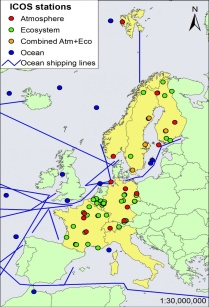 ICOS stations
Atmosphere
Ecosystem
Combined Atm+Eco
Ocean
Ocean shipping lines
N
1:30,000,000